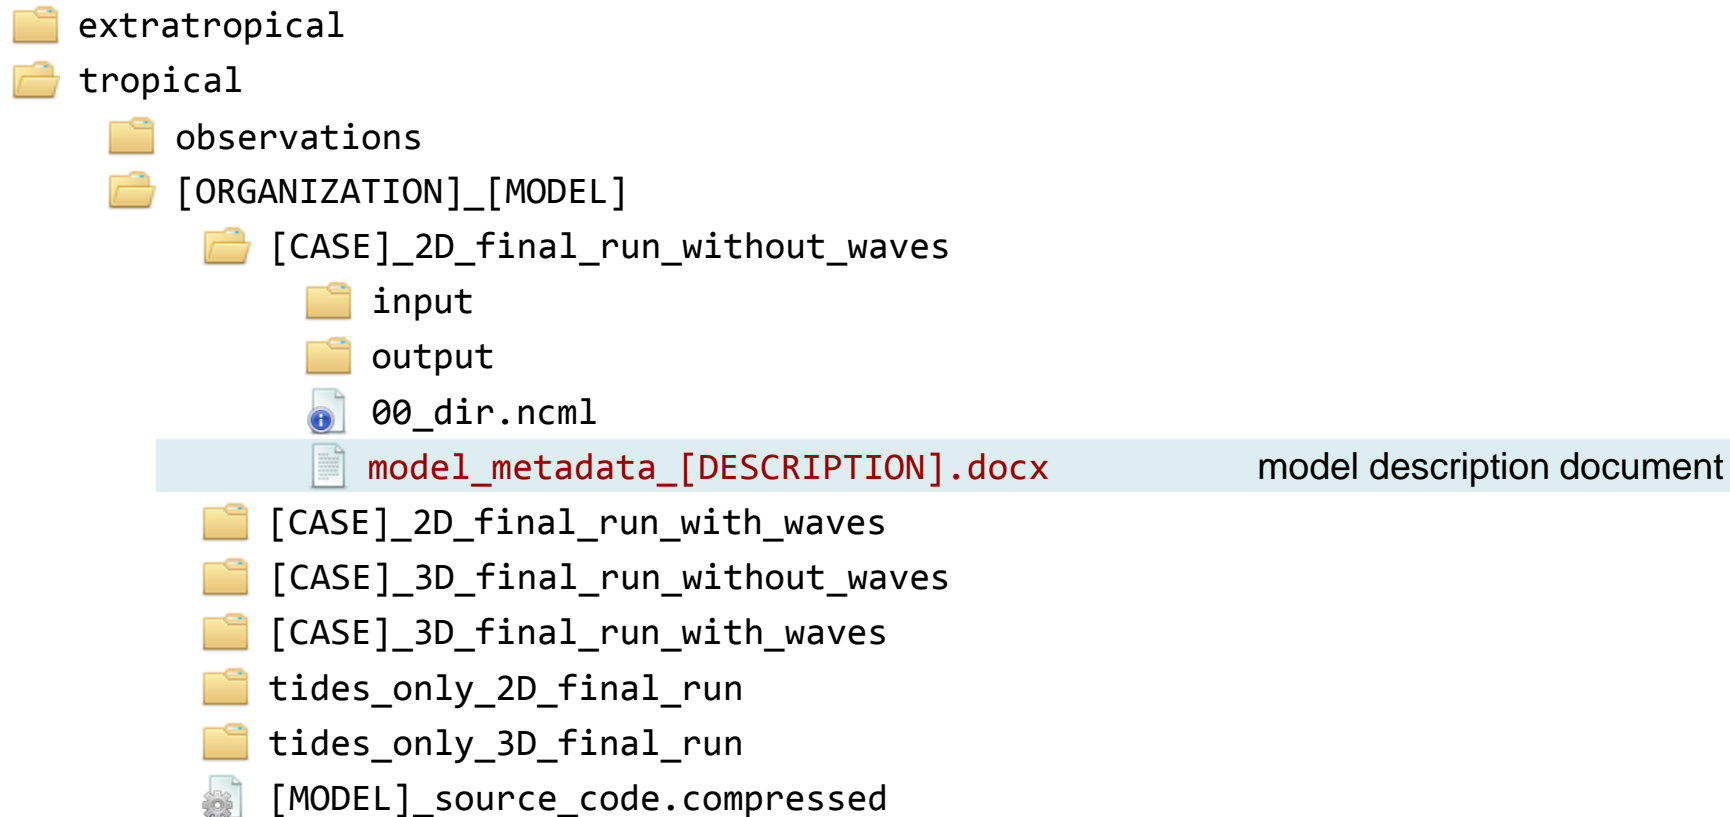 extratropical
tropical
observations
[ORGANIZATION]_[MODEL]
[CASE]_2D_final_run_without_waves
input
output
00_dir.ncml
model_metadata_[DESCRIPTION].docx model description document
[CASE]_2D_final_run_with_waves
[CASE]_3D_final_run_without_waves
[CASE]_3D_final_run_with_waves
tides_only_2D_final_run
tides_only_3D_final_run
[MODEL]_source_code.compressed